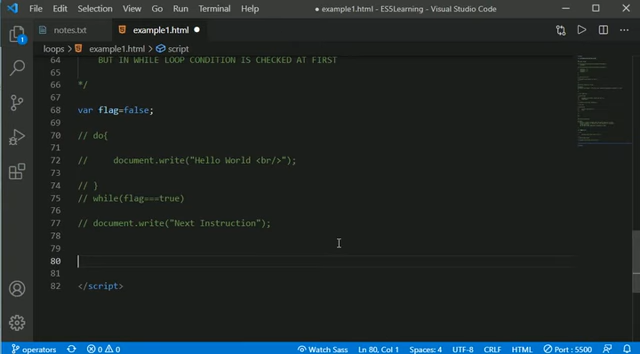 File Edit Selection View Go Run Terminal Help
example1.html - ES5Learning - Visual Studio Code
notes.txt
example1.html
loops > example1.html > script
64 BUT IN WHILE LOOP CONDITION IS CHECKED AT FIRST
65
66 */
67
68 var flag=false;
69
70 // do{
71
72 // document.write("Hello World <br/>");
73
74 // }
75 // while(flag===true)
76
77 // document.write("Next Instruction");
78
79
80
81
82 </script>
operators
0 0
Watch Sass
Ln 80, Col 1
Spaces: 4
UTF-8
CRLF
HTML
Port : 5500
1